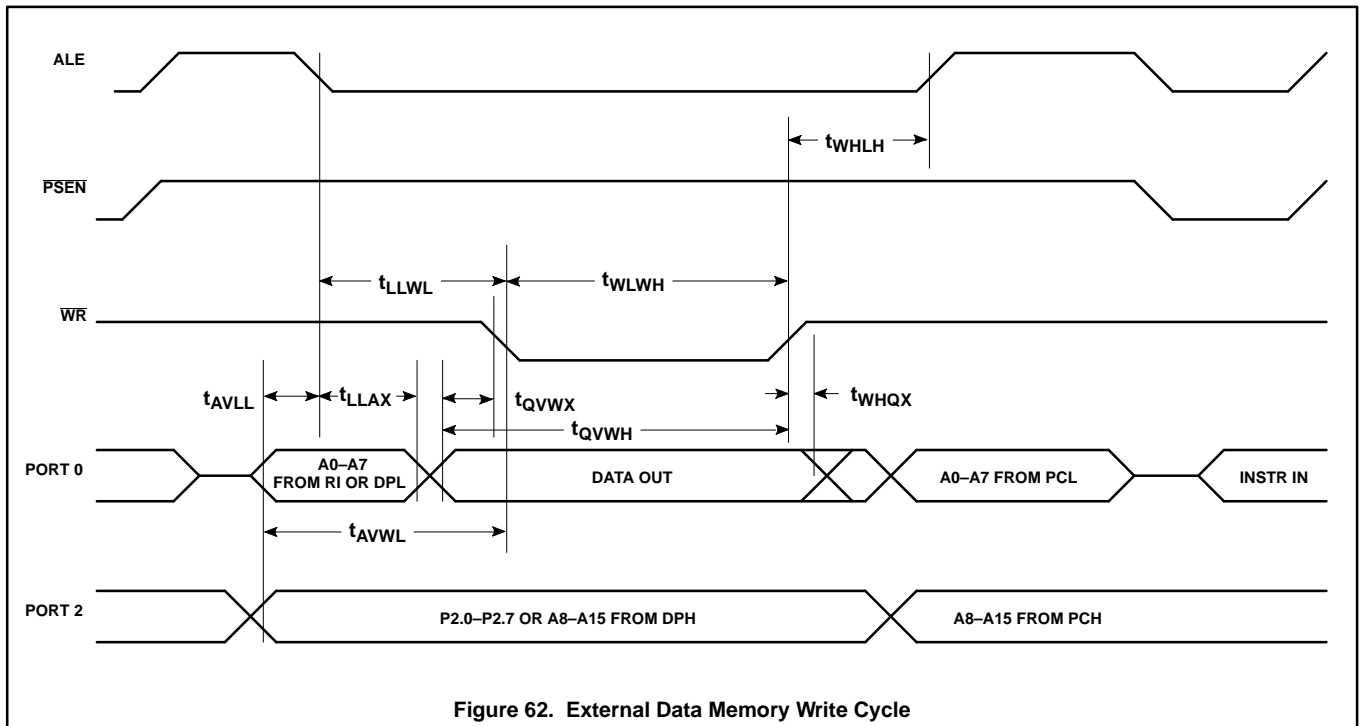 ALE
tWHLH
PSEN
tLLWL
tWLWH
WR
tAVLL
tLLAX
tQVWX
tWHQX
tQVWH
PORT 0
A0–A7
FROM RI OR DPL
DATA OUT
A0–A7 FROM PCL
INSTR IN
tAVWL
PORT 2
P2.0–P2.7 OR A8–A15 FROM DPH
A8–A15 FROM PCH
Figure 62. External Data Memory Write Cycle